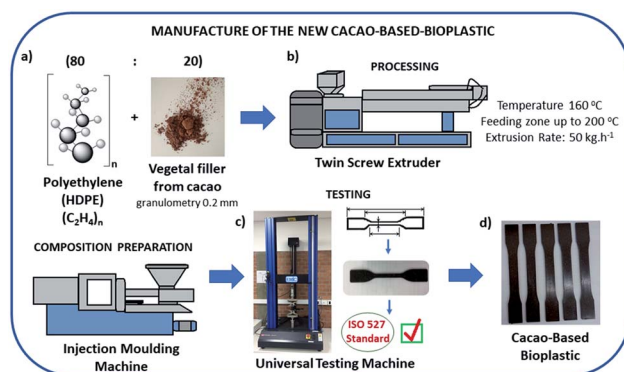 MANUFACTURE OF THE NEW CACAO-BASED-BIOPLASTIC
a)
(80 : 20)
n
+
Polyethylene
(HDPE)
(C₂H₄)ₙ
Vegetal filler
from cacao
granulometry 0.2 mm
b)
PROCESSING
Temperature 160 ⁰C
Feeding zone up to 200 ⁰C
Extrusion Rate: 50 kg.h⁻¹
Twin Screw Extruder
COMPOSITION PREPARATION
Injection Moulding
Machine
c)
TESTING
ISO 527
Standard
Universal Testing Machine
d)
Cacao-Based
Bioplastic